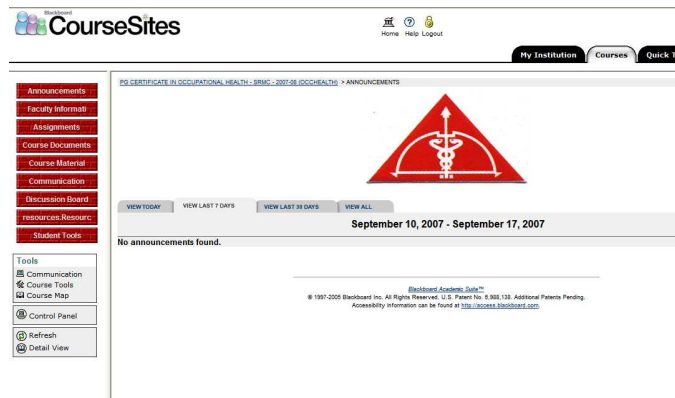 Blackboard
CourseSites
Home Help Logout
My Institution Courses Quick T
PG CERTIFICATE IN OCCUPATIONAL HEALTH - SRMC - 2007-08 (OCCHEALTH) > ANNOUNCEMENTS
Announcements
Faculty Informati
Assignments
Course Documents
Course Material
Communication
Discussion Board
resources.Resourc
Student Tools
Tools
Communication
Course Tools
Course Map
Control Panel
Refresh
Detail View
VIEW TODAY VIEW LAST 7 DAYS VIEW LAST 30 DAYS VIEW ALL
September 10, 2007 - September 17, 2007
No announcements found.
Blackboard Academic Suite™
© 1997-2005 Blackboard Inc. All Rights Reserved. U.S. Patent No. 6,988,138. Additional Patents Pending.
Accessibility information can be found at http://access.blackboard.com.